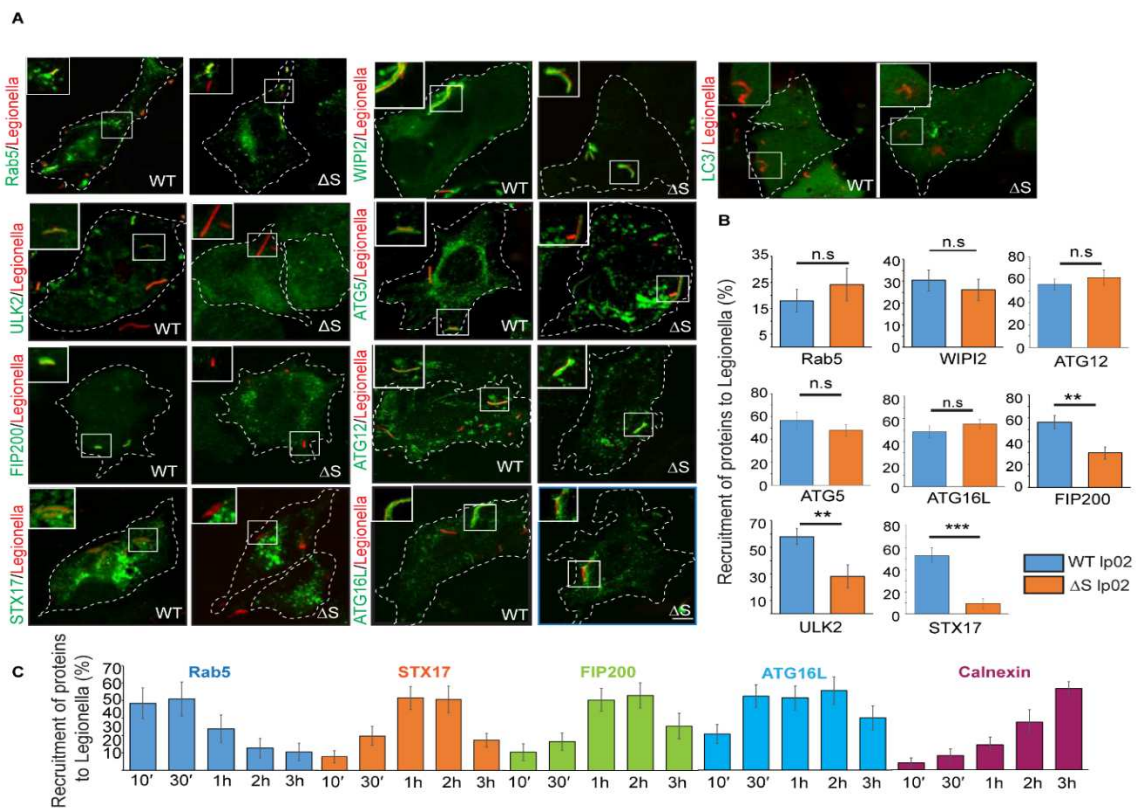 A
Rab5/Legionella
WT
ΔS
WIPI2/Legionella
WT
ΔS
LC3/ Legionella
WT
ΔS
ULK2/Legionella
WT
ΔS
ATG5/Legionella
WT
ΔS
FIP200/Legionella
WT
ΔS
ATG12/Legionella
WT
ΔS
STX17/Legionella
WT
ΔS
ATG16L/Legionella
WT
ΔS
B
Recruitment of proteins to Legionella (%)
n.s
25
15
5
Rab5
n.s
40
30
20
10
0
WIPI2
n.s
80
60
40
20
0
ATG12
n.s
80
60
40
20
0
ATG5
n.s
80
60
40
20
0
ATG16L
**
80
60
40
20
0
FIP200
**
70
50
30
10
ULK2
***
80
60
40
20
0
STX17
WT lp02
ΔS lp02
C
Recruitment of proteins
to Legionella (%)
70
50
40
30
20
10
Rab5
STX17
FIP200
ATG16L
Calnexin
10′ 30′ 1h 2h 3h 10′ 30′ 1h 2h 3h 10′ 30′ 1h 2h 3h 10′ 30′ 1h 2h 3h 10′ 30′ 1h 2h 3h